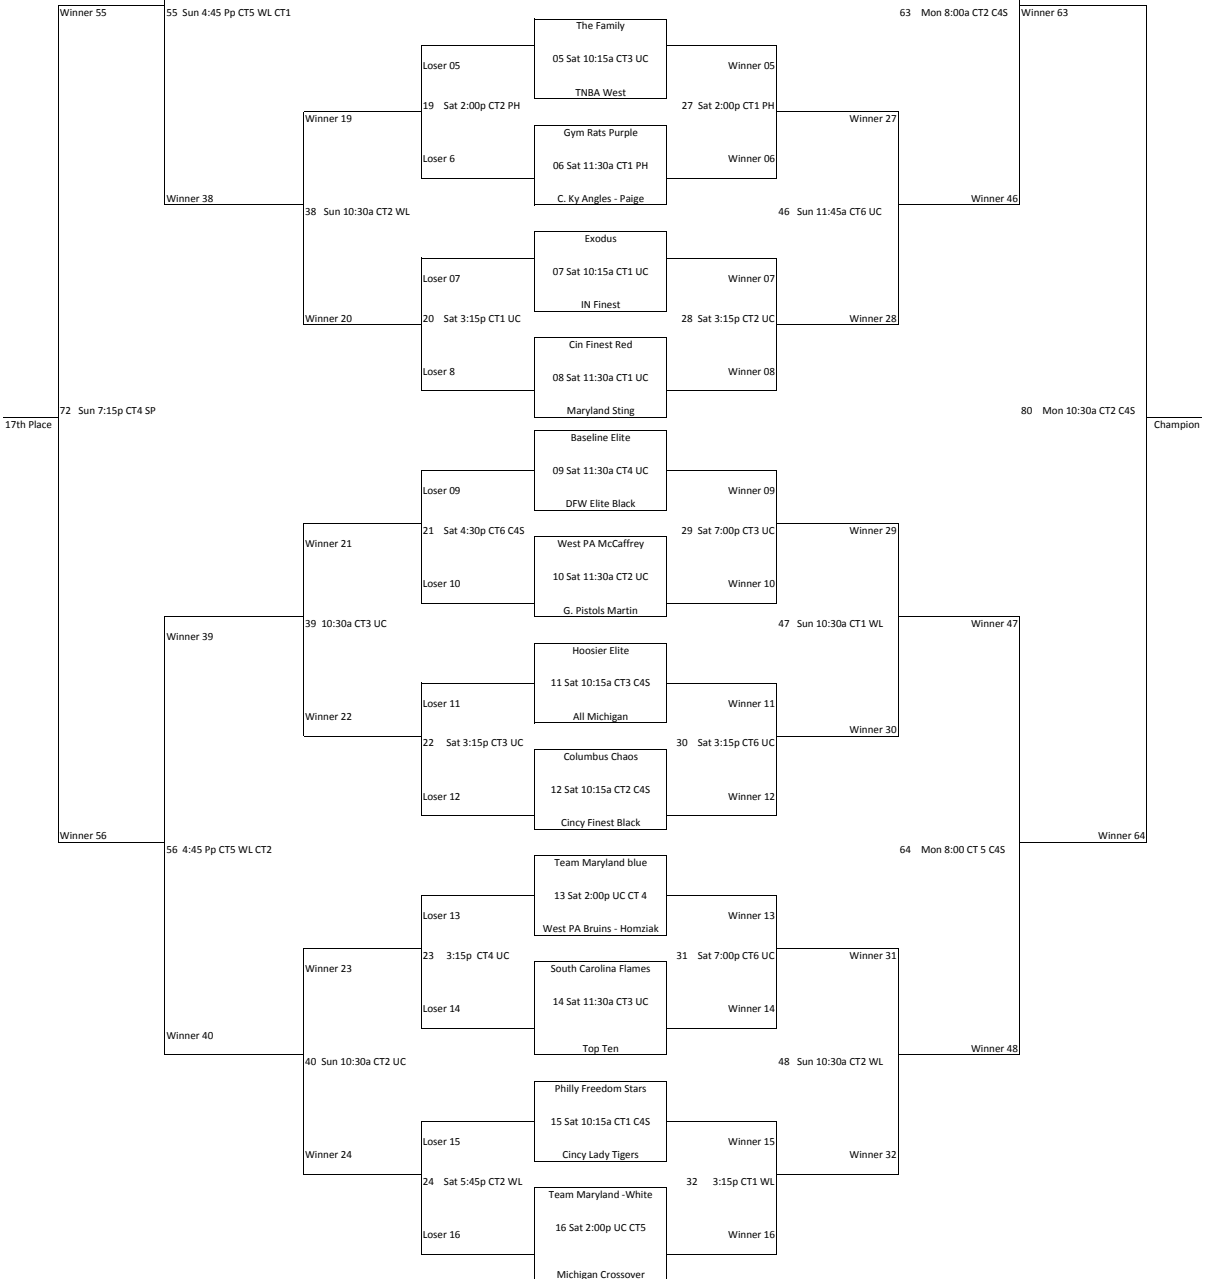 Winner 55
55 Sun 4:45 Pp CT5 WL CT1
63 Mon 8:00a CT2 C4S
Winner 63
The Family
Loser 05
05 Sat 10:15a CT3 UC
Winner 05
TNBA West
19 Sat 2:00p CT2 PH
27 Sat 2:00p CT1 PH
Winner 19
Winner 27
Gym Rats Purple
Loser 6
06 Sat 11:30a CT1 PH
Winner 06
Winner 38
C. Ky Angles - Paige
Winner 46
38 Sun 10:30a CT2 WL
46 Sun 11:45a CT6 UC
Exodus
Loser 07
07 Sat 10:15a CT1 UC
Winner 07
IN Finest
Winner 20
20 Sat 3:15p CT1 UC
28 Sat 3:15p CT2 UC
Winner 28
Cin Finest Red
Loser 8
08 Sat 11:30a CT1 UC
Winner 08
72 Sun 7:15p CT4 SP
Maryland Sting
80 Mon 10:30a CT2 C4S
17th Place
Champion
Baseline Elite
09 Sat 11:30a CT4 UC
Loser 09
Winner 09
DFW Elite Black
21 Sat 4:30p CT6 C4S
29 Sat 7:00p CT3 UC
Winner 29
Winner 21
West PA McCaffrey
Loser 10
10 Sat 11:30a CT2 UC
Winner 10
G. Pistols Martin
39 10:30a CT3 UC
47 Sun 10:30a CT1 WL
Winner 47
Winner 39
Hoosier Elite
11 Sat 10:15a CT3 C4S
Loser 11
Winner 11
Winner 22
All Michigan
Winner 30
22 Sat 3:15p CT3 UC
30 Sat 3:15p CT6 UC
Columbus Chaos
12 Sat 10:15a CT2 C4S
Loser 12
Winner 12
Cincy Finest Black
Winner 56
Winner 64
56 4:45 Pp CT5 WL CT2
64 Mon 8:00 CT 5 C4S
Team Maryland blue
13 Sat 2:00p UC CT 4
Loser 13
Winner 13
West PA Bruins - Homziak
23 3:15p CT4 UC
31 Sat 7:00p CT6 UC
Winner 31
Winner 23
South Carolina Flames
14 Sat 11:30a CT3 UC
Loser 14
Winner 14
Winner 40
Top Ten
Winner 48
40 Sun 10:30a CT2 UC
48 Sun 10:30a CT2 WL
Philly Freedom Stars
15 Sat 10:15a CT1 C4S
Loser 15
Winner 15
Winner 24
Cincy Lady Tigers
Winner 32
24 Sat 5:45p CT2 WL
32 3:15p CT1 WL
Team Maryland -White
16 Sat 2:00p UC CT5
Loser 16
Winner 16
Michigan Crossover